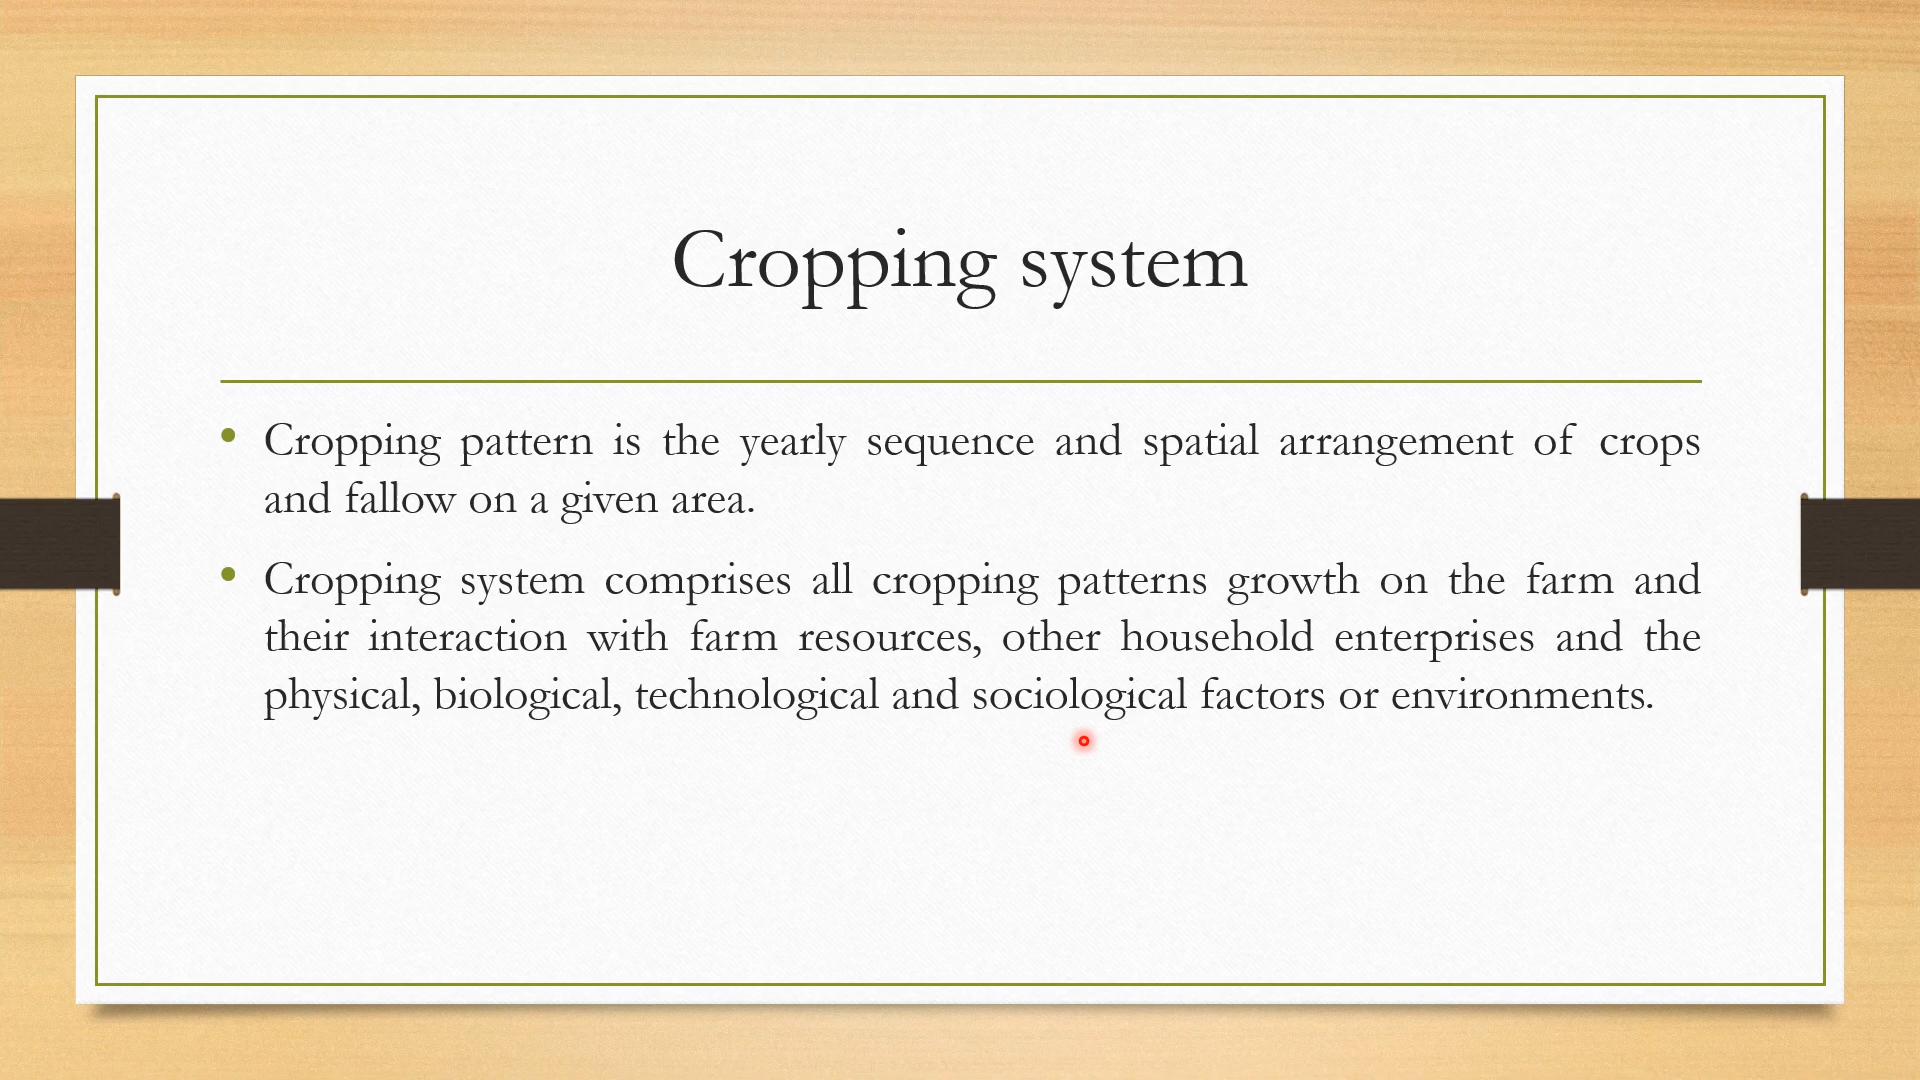 Cropping system
• Cropping pattern is the yearly sequence and spatial arrangement of crops
and fallow on a given area.
• Cropping system comprises all cropping patterns growth on the farm and
their interaction with farm resources, other household enterprises and the
physical, biological, technological and sociological factors or environments.